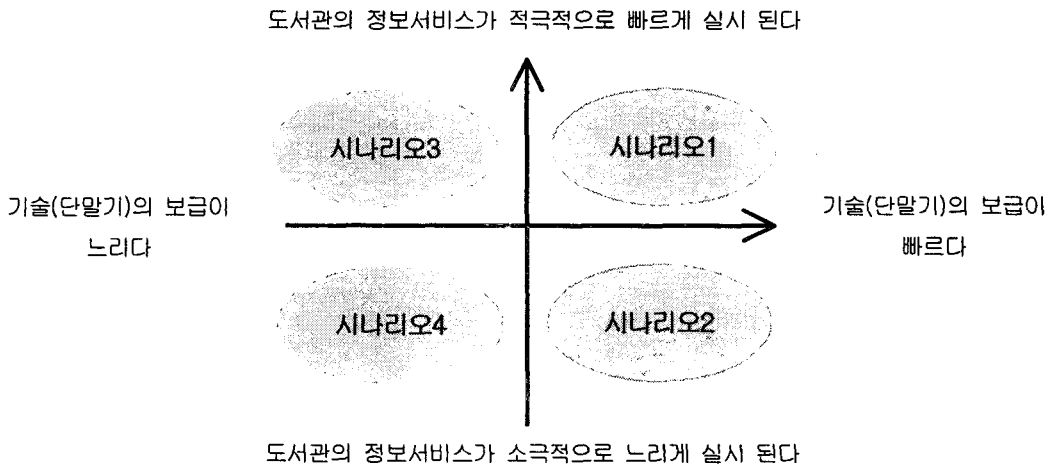 도서관의 정보서비스가 적극적으로 빠르게 실시 된다
시나리오3
시나리오1
기술(단말기)의 보급이
느리다
기술(단말기)의 보급이
빠르다
시나리오4
시나리오2
도서관의 정보서비스가 소극적으로 느리게 실시 된다